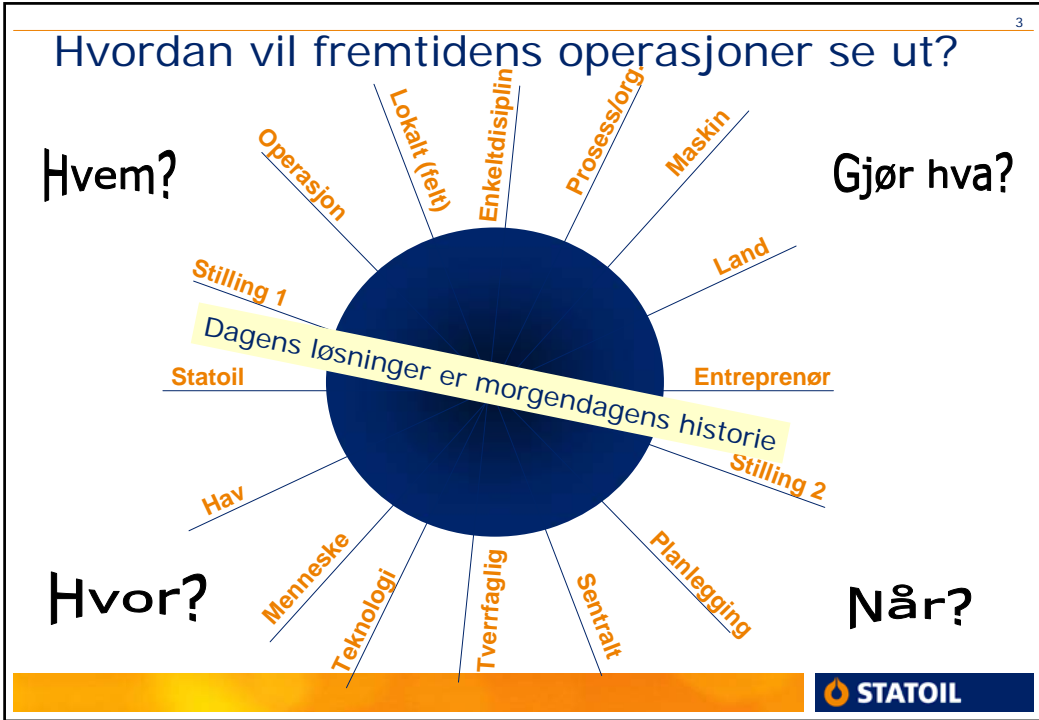 3
Hvordan vil fremtidens operasjoner se ut?
Hvem?
Gjør hva?
Operasjon
Lokalt (felt)
Enkeltdisiplin
Prosess/org.
Maskin
Land
Stilling 1
Dagens løsninger er morgendagens historie
Statoil
Entreprenør
Stilling 2
Hav
Menneske
Teknologi
Tverrfaglig
Sentralt
Planlegging
Hvor?
Når?
STATOIL